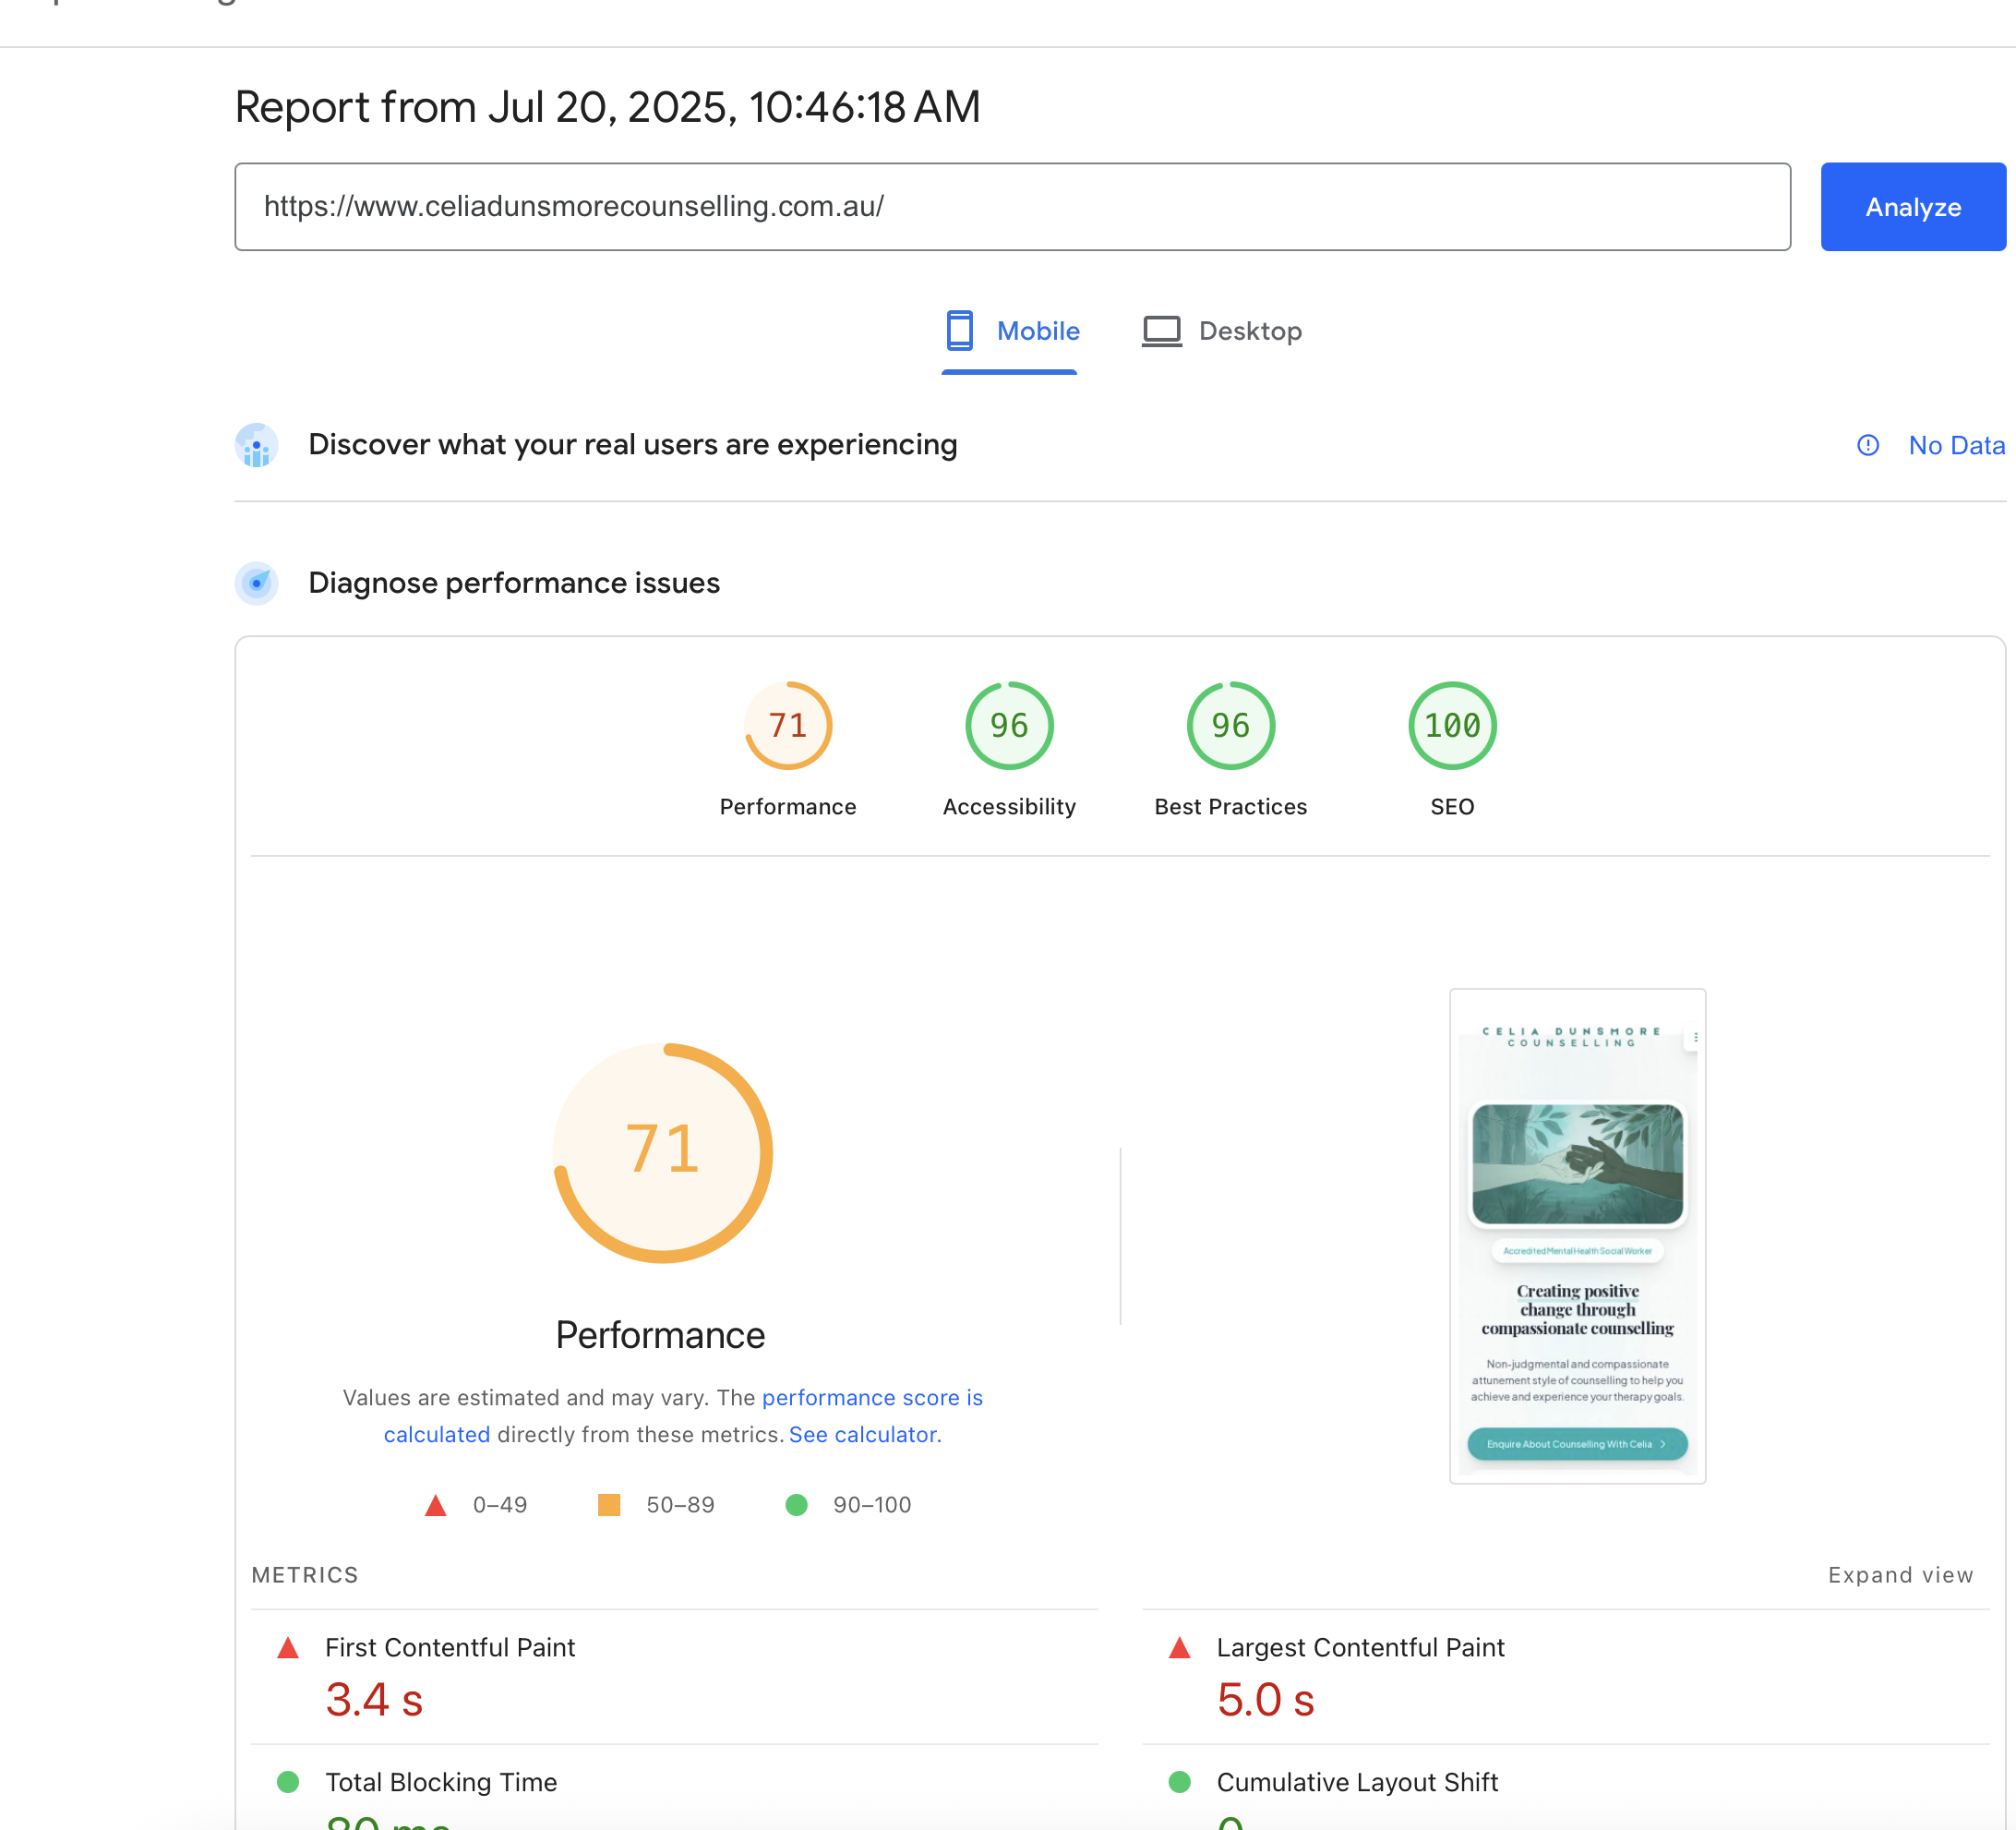 Report from Jul 20, 2025, 10:46:18 AM
https://www.celiadunsmorecounselling.com.au/
Analyze
Mobile
Desktop
Discover what your real users are experiencing
No Data
Diagnose performance issues
71
96
96
100
Performance
Accessibility
Best Practices
SEO
71
Performance
Values are estimated and may vary. The performance score is
calculated directly from these metrics. See calculator.
0–49
50–89
90–100
CELIA DUNSMORE
COUNSELLING
Accredited Mental Health Social Worker
Creating positive
change through
compassionate counselling
Non-judgmental and compassionate
attunement style of counselling to help you
achieve and experience your therapy goals.
Enquire About Counselling With Celia
METRICS
Expand view
First Contentful Paint
3.4 s
Largest Contentful Paint
5.0 s
Total Blocking Time
Cumulative Layout Shift